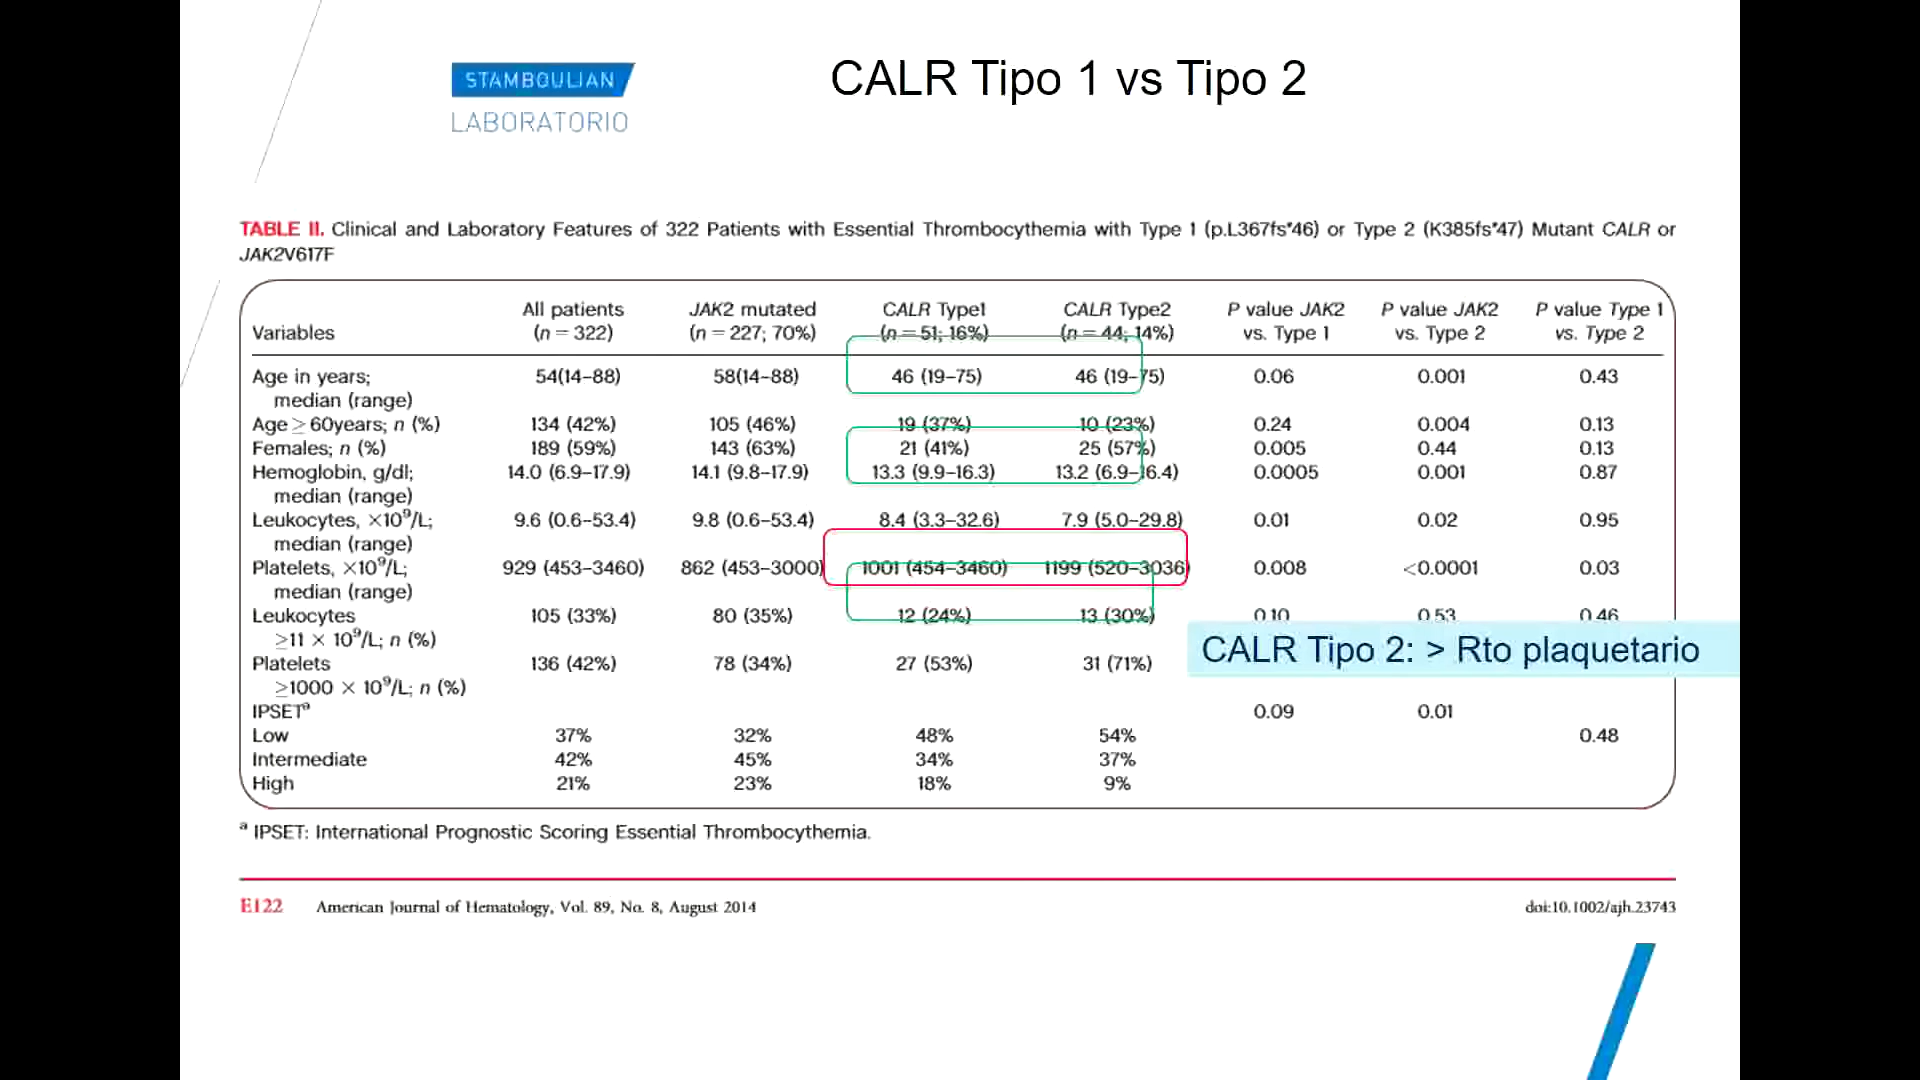 STAMBOULIAN
LABORATORIO
CALR Tipo 1 vs Tipo 2
TABLE II. Clinical and Laboratory Features of 322 Patients with Essential Thrombocythemia with Type 1 (p.L367fs*46) or Type 2 (K385fs*47) Mutant CALR or
JAK2V617F
All patients JAK2 mutated CALR Type1 CALR Type2 P value JAK2 P value JAK2 P value Type 1
Variables (n = 322) (n = 227; 70%) (n = 51; 16%) (n = 44; 14%) vs. Type 1 vs. Type 2 vs. Type 2
Age in years; 54(14–88) 58(14–88) 46 (19–75) 46 (19–75) 0.06 0.001 0.43
median (range)
Age ≥ 60years; n (%) 134 (42%) 105 (46%) 19 (37%) 10 (23%) 0.24 0.004 0.13
Females; n (%) 189 (59%) 143 (63%) 21 (41%) 25 (57%) 0.005 0.44 0.13
Hemoglobin, g/dl; 14.0 (6.9–17.9) 14.1 (9.8–17.9) 13.3 (9.9–16.3) 13.2 (6.9–16.4) 0.0005 0.001 0.87
median (range)
Leukocytes, ×10⁹/L; 9.6 (0.6–53.4) 9.8 (0.6–53.4) 8.4 (3.3–32.6) 7.9 (5.0–29.8) 0.01 0.02 0.95
median (range)
Platelets, ×10⁹/L; 929 (453–3460) 862 (453–3000) 1001 (454–3460) 1199 (520–3036) 0.008 <0.0001 0.03
median (range)
Leukocytes 105 (33%) 80 (35%) 12 (24%) 13 (30%) 0.10 0.53 0.46
≥11 × 10⁹/L; n (%)
CALR Tipo 2: > Rto plaquetario
Platelets 136 (42%) 78 (34%) 27 (53%) 31 (71%)
≥1000 × 10⁹/L; n (%)
IPSETᵃ 0.09 0.01
Low 37% 32% 48% 54% 0.48
Intermediate 42% 45% 34% 37%
High 21% 23% 18% 9%
ᵃ IPSET: International Prognostic Scoring Essential Thrombocythemia.
E122 American Journal of Hematology, Vol. 89, No. 8, August 2014 doi:10.1002/ajh.23743